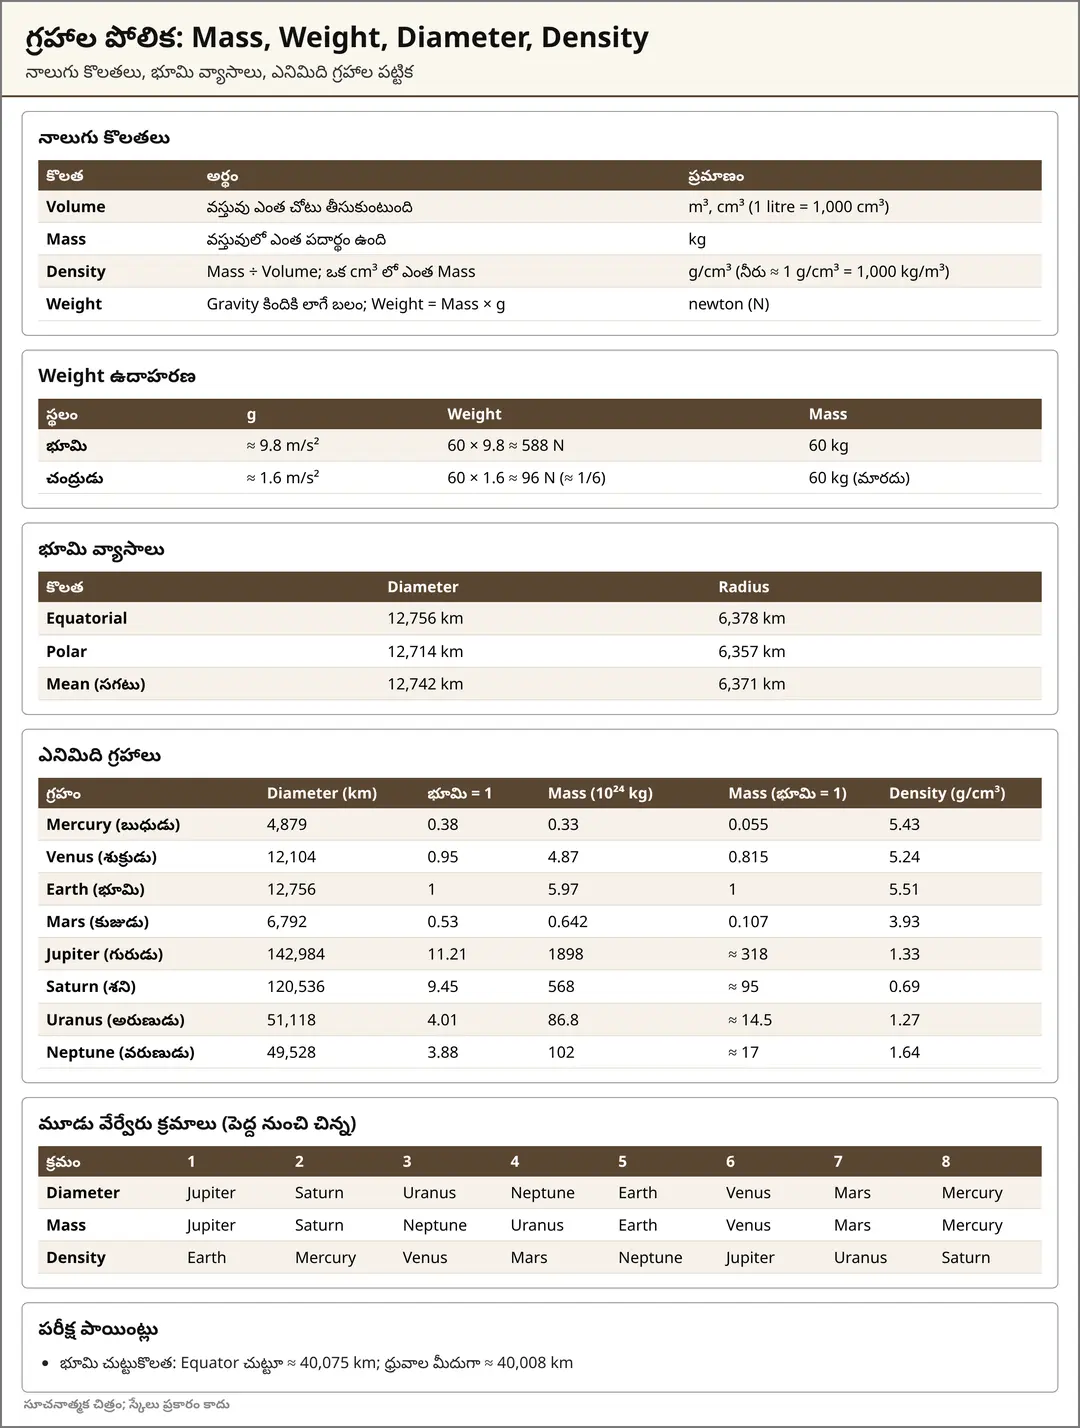 గ్రహాల పోలిక: Mass, Weight, Diameter, Density
నాలుగు కొలతలు, భూమి వ్యాసాలు, ఎనిమిది గ్రహాల పట్టిక
నాలుగు కొలతలు
కొలత అర్థం ప్రమాణం
Volume వస్తువు ఎంత చోటు తీసుకుంటుంది m³, cm³ (1 litre = 1,000 cm³)
Mass వస్తువులో ఎంత పదార్థం ఉంది kg
Density Mass ÷ Volume; ఒక cm³ లో ఎంత Mass g/cm³ (నీరు ≈ 1 g/cm³ = 1,000 kg/m³)
Weight Gravity కిందికి లాగే బలం; Weight = Mass × g newton (N)
Weight ఉదాహరణ
స్థలం g Weight Mass
భూమి ≈ 9.8 m/s² 60 × 9.8 ≈ 588 N 60 kg
చంద్రుడు ≈ 1.6 m/s² 60 × 1.6 ≈ 96 N (≈ 1/6) 60 kg (మారదు)
భూమి వ్యాసాలు
కొలత Diameter Radius
Equatorial 12,756 km 6,378 km
Polar 12,714 km 6,357 km
Mean (సగటు) 12,742 km 6,371 km
ఎనిమిది గ్రహాలు
గ్రహం Diameter (km) భూమి = 1 Mass (10²⁴ kg) Mass (భూమి = 1) Density (g/cm³)
Mercury (బుధుడు) 4,879 0.38 0.33 0.055 5.43
Venus (శుక్రుడు) 12,104 0.95 4.87 0.815 5.24
Earth (భూమి) 12,756 1 5.97 1 5.51
Mars (కుజుడు) 6,792 0.53 0.642 0.107 3.93
Jupiter (గురుడు) 142,984 11.21 1898 ≈ 318 1.33
Saturn (శని) 120,536 9.45 568 ≈ 95 0.69
Uranus (అరుణుడు) 51,118 4.01 86.8 ≈ 14.5 1.27
Neptune (వరుణుడు) 49,528 3.88 102 ≈ 17 1.64
మూడు వేర్వేరు క్రమాలు (పెద్ద నుంచి చిన్న)
క్రమం 1 2 3 4 5 6 7 8
Diameter Jupiter Saturn Uranus Neptune Earth Venus Mars Mercury
Mass Jupiter Saturn Neptune Uranus Earth Venus Mars Mercury
Density Earth Mercury Venus Mars Neptune Jupiter Uranus Saturn
పరీక్ష పాయింట్లు
• భూమి చుట్టుకొలత: Equator చుట్టూ ≈ 40,075 km; ధ్రువాల మీదుగా ≈ 40,008 km
సూచనాత్మక చిత్రం; స్కేలు ప్రకారం కాదు